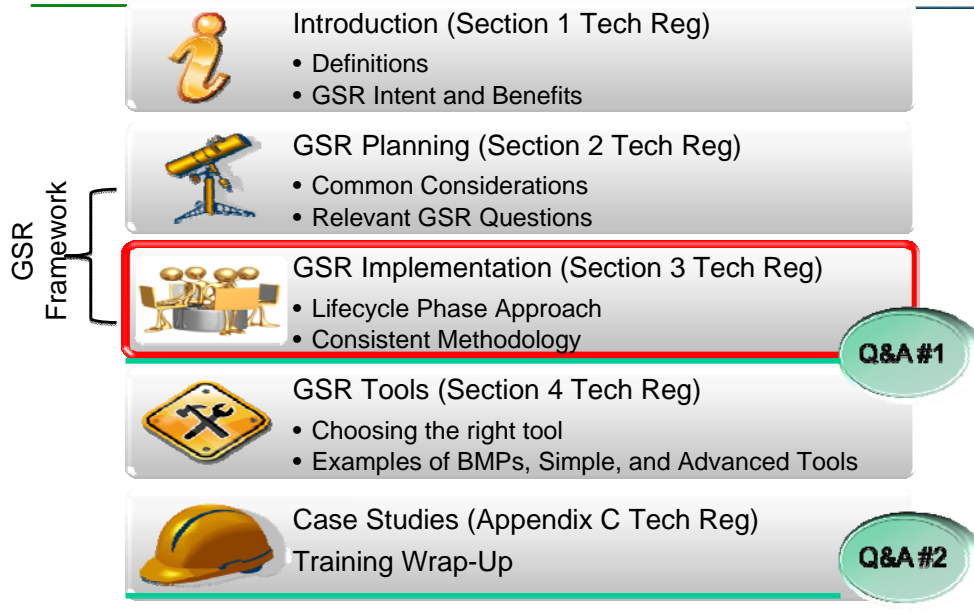 Introduction (Section 1 Tech Reg)
• Definitions
• GSR Intent and Benefits
GSR Planning (Section 2 Tech Reg)
• Common Considerations
• Relevant GSR Questions
GSR
Framework
GSR Implementation (Section 3 Tech Reg)
• Lifecycle Phase Approach
• Consistent Methodology
Q&A #1
GSR Tools (Section 4 Tech Reg)
• Choosing the right tool
• Examples of BMPs, Simple, and Advanced Tools
Case Studies (Appendix C Tech Reg)
Training Wrap-Up
Q&A #2